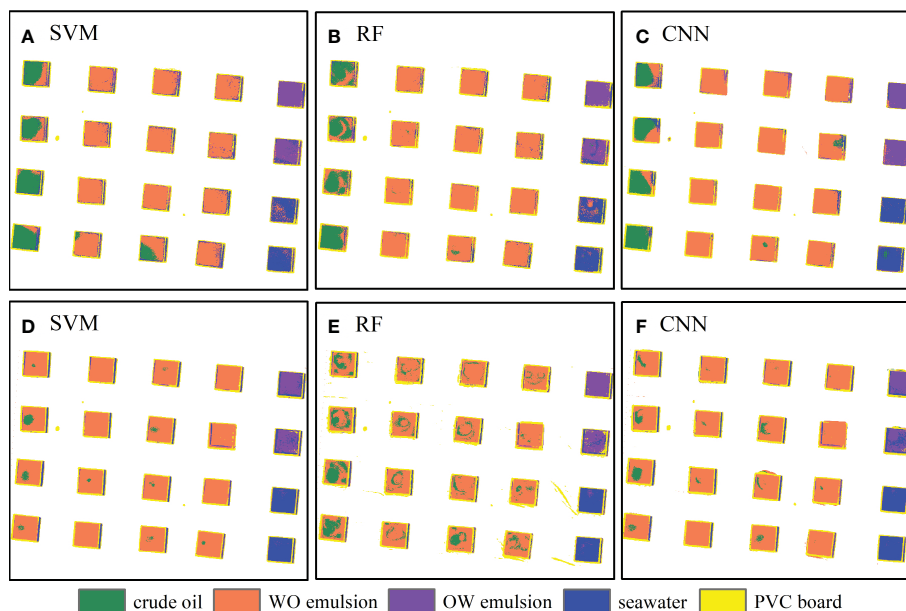 A SVM
B RF
C CNN
D SVM
E RF
F CNN
crude oil WO emulsion OW emulsion seawater PVC board